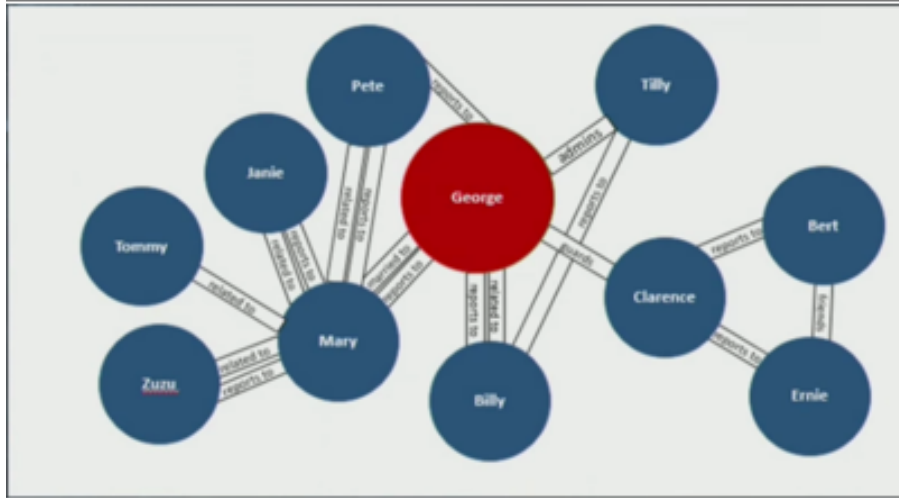 Pete
reports to
Tilly
admins
Janie
related to
reports to
George
reports to
Bert
reports to
Tommy
related to
reports to
related to
married to
reports to
guards
Clarence
friends
related to
reports to
related to
Mary
reports to
related to
reports to
Zuzu
Billy
Ernie